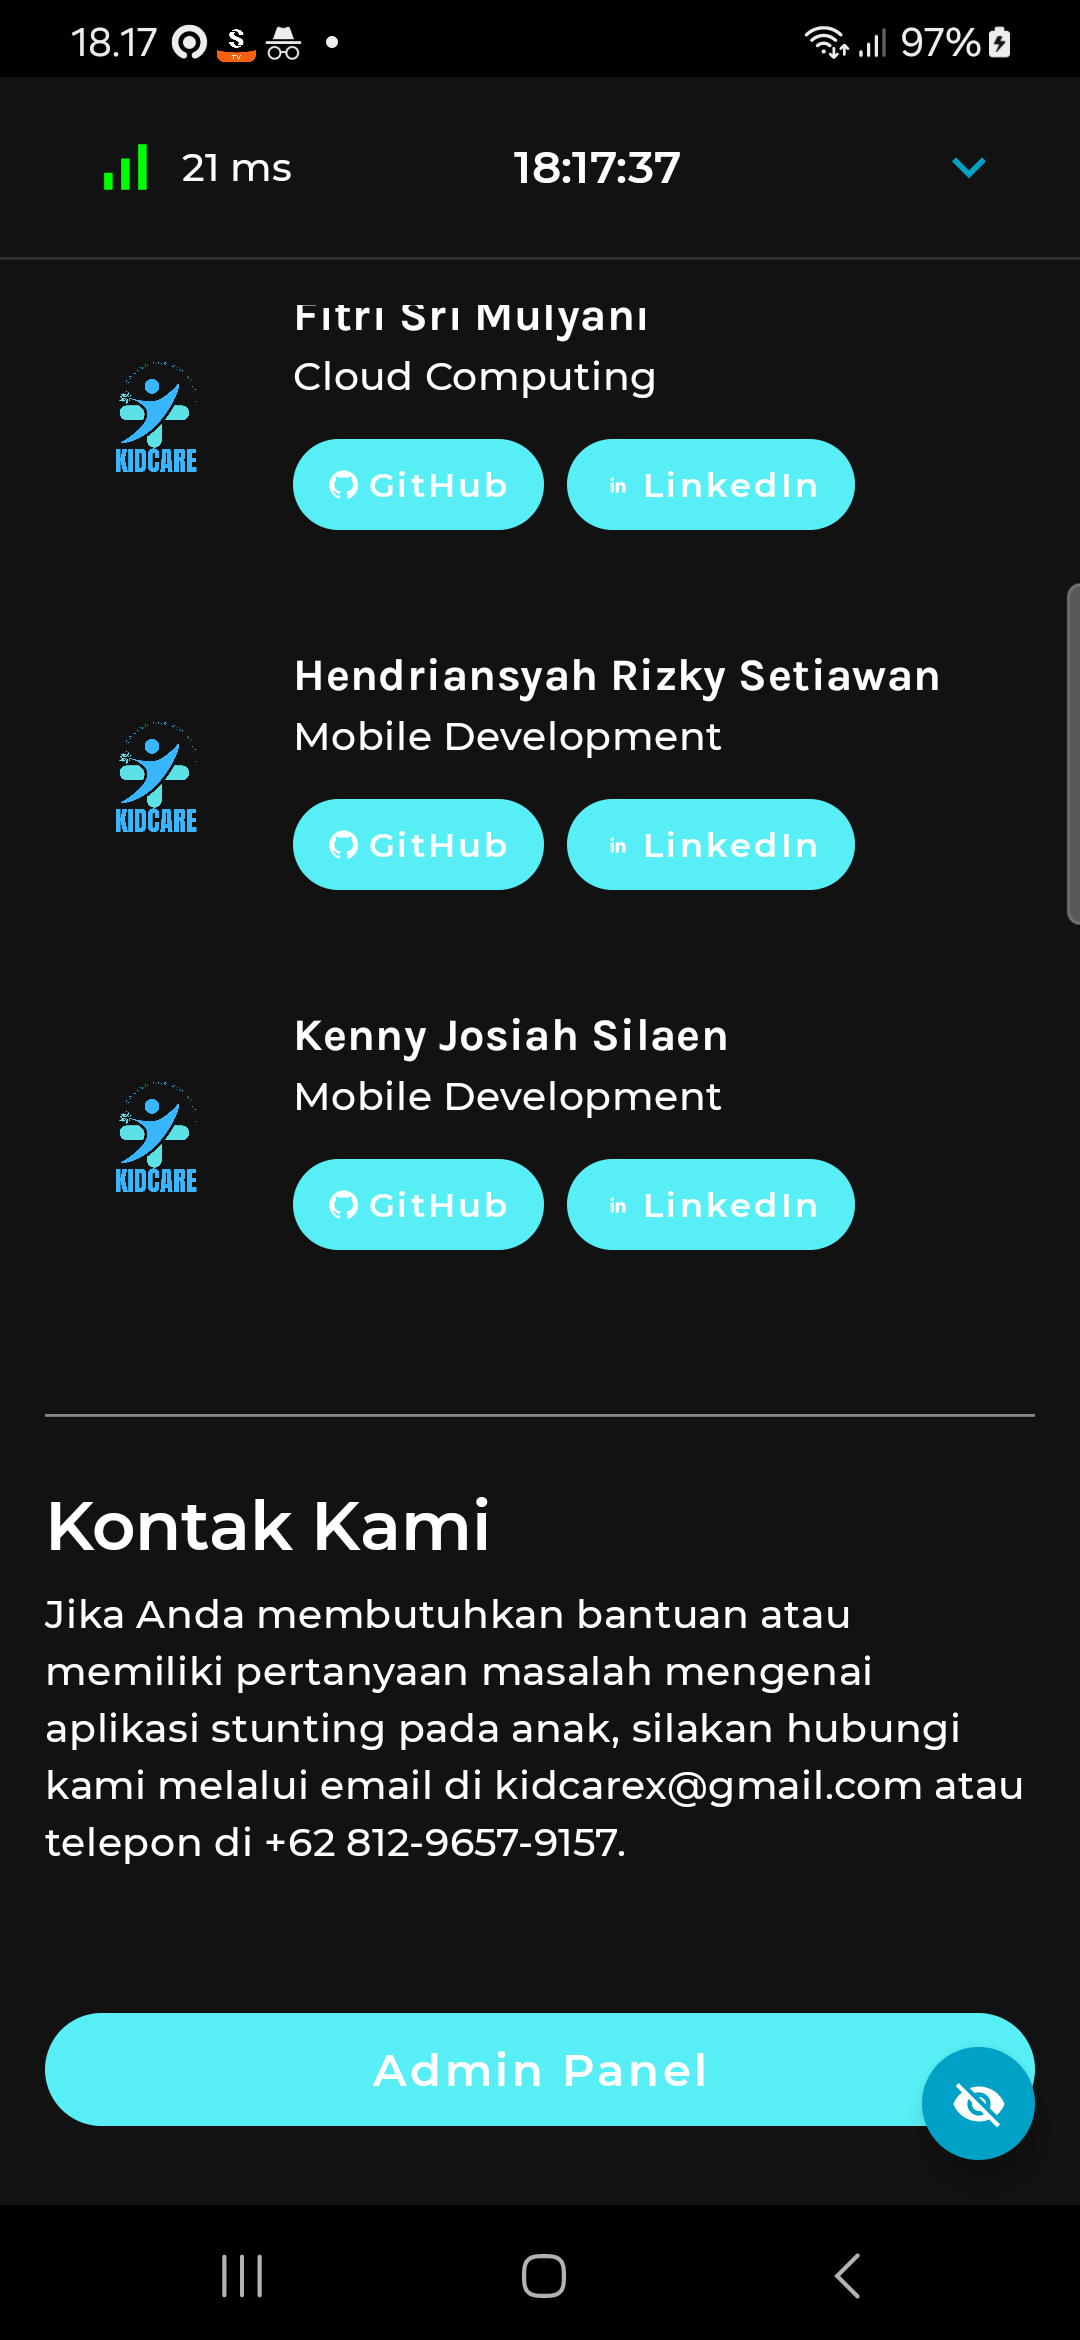 18.17
97%
21 ms
18:17:37
Fitri Sri Mulyani
Cloud Computing
KIDCARE
GitHub
LinkedIn
Hendriansyah Rizky Setiawan
Mobile Development
KIDCARE
GitHub
LinkedIn
Kenny Josiah Silaen
Mobile Development
KIDCARE
GitHub
LinkedIn
Kontak Kami
Jika Anda membutuhkan bantuan atau
memiliki pertanyaan masalah mengenai
aplikasi stunting pada anak, silakan hubungi
kami melalui email di kidcarex@gmail.com atau
telepon di +62 812-9657-9157.
Admin Panel